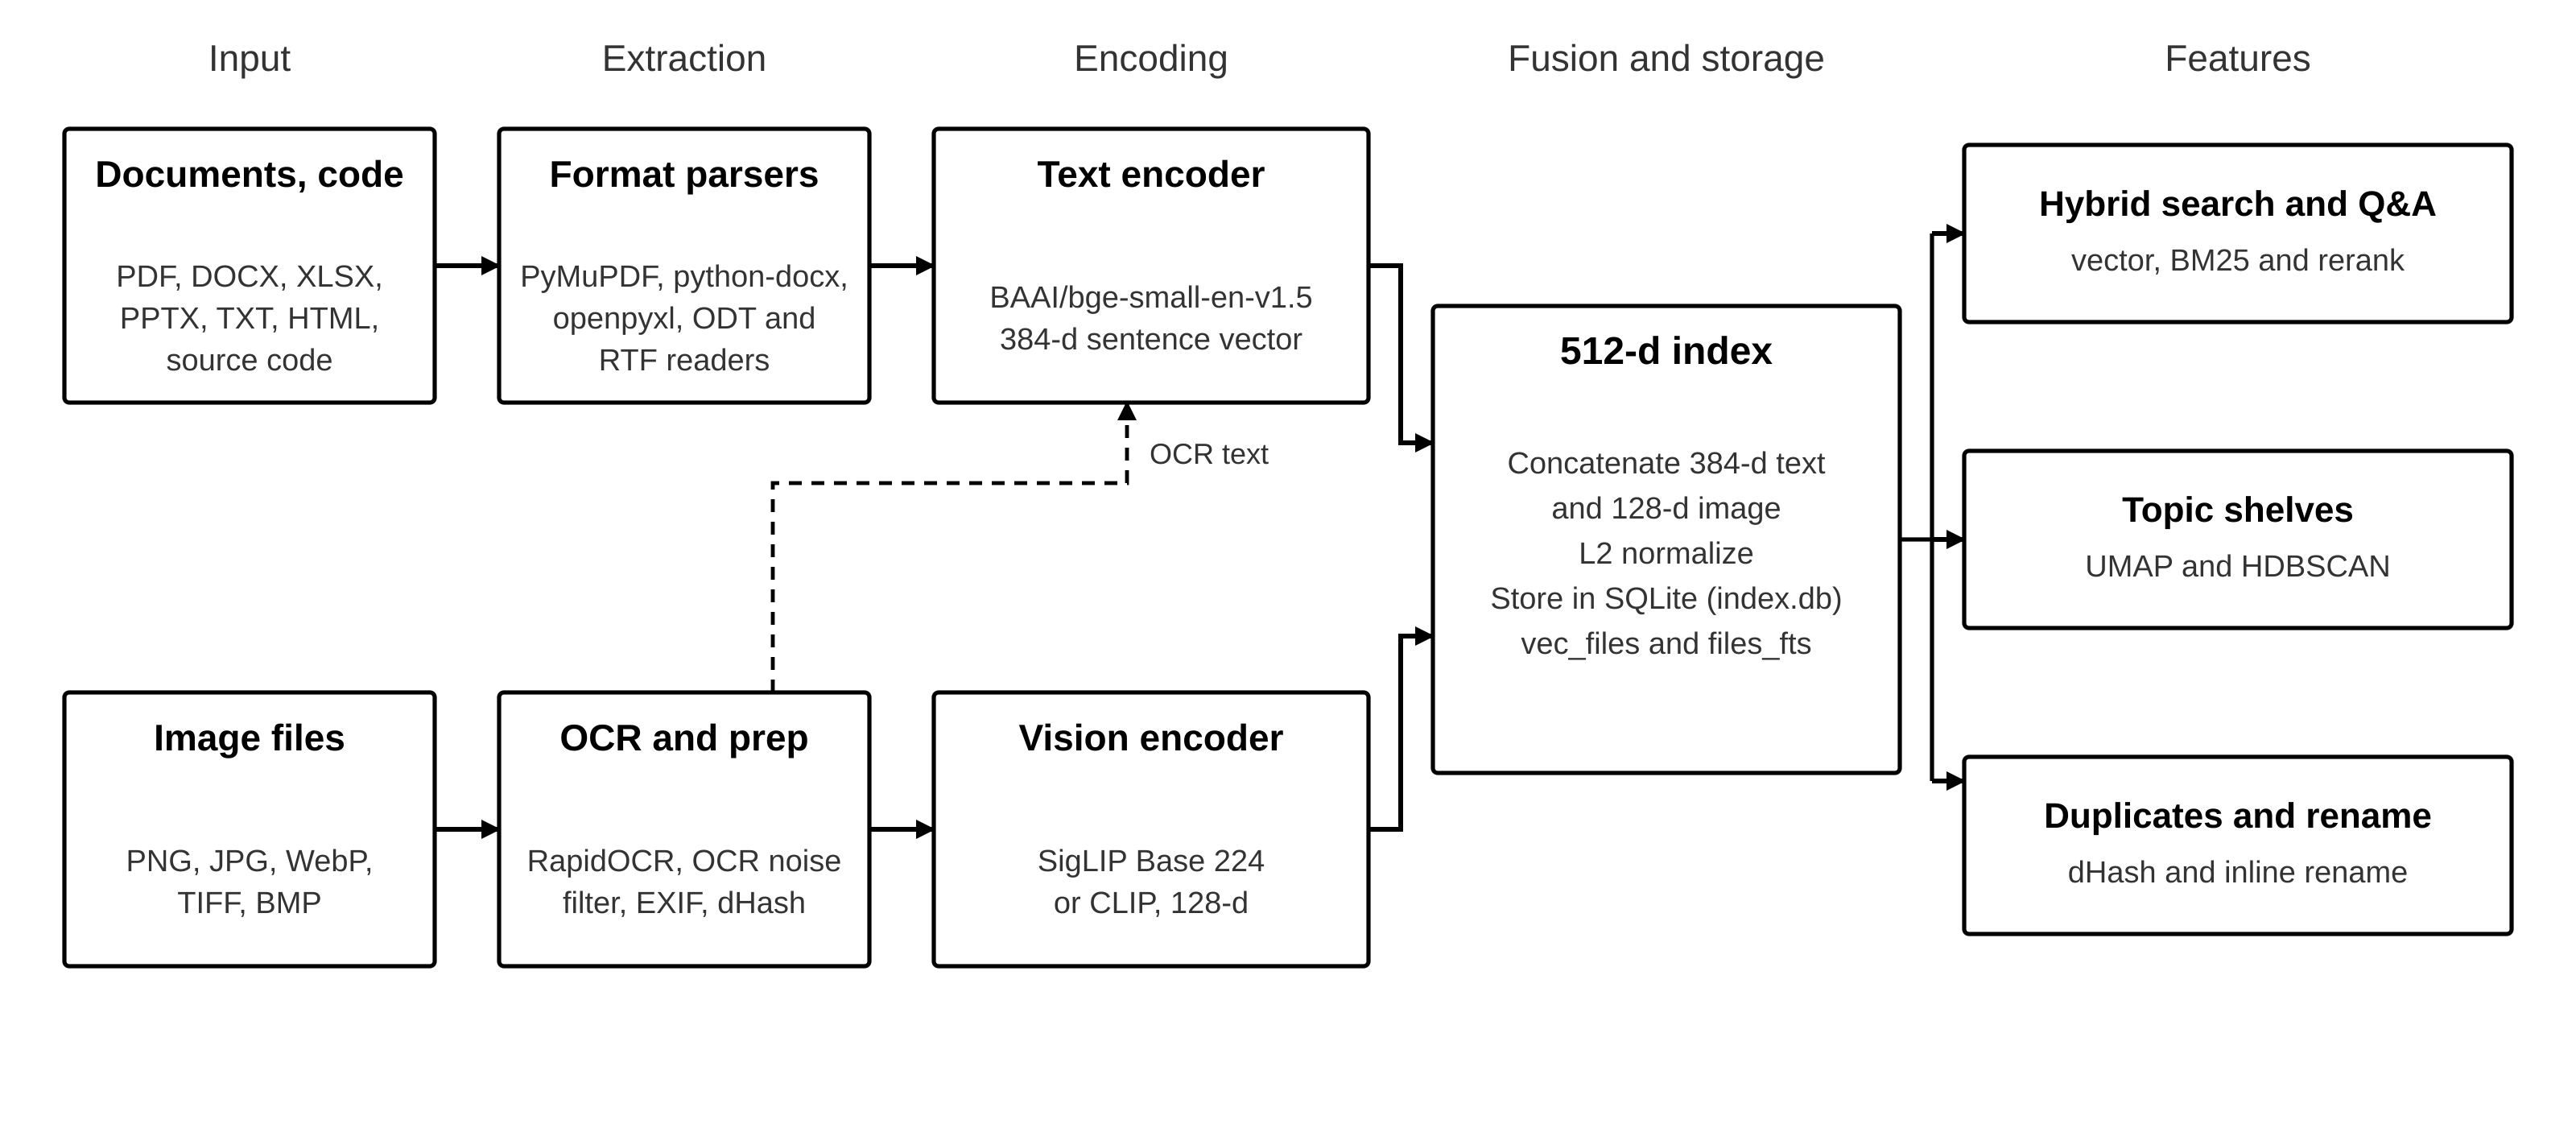 Input
Extraction
Encoding
Fusion and storage
Features
Documents, code
PDF, DOCX, XLSX,
PPTX, TXT, HTML,
source code
Format parsers
PyMuPDF, python-docx,
openpyxl, ODT and
RTF readers
Text encoder
BAAI/bge-small-en-v1.5
384-d sentence vector
OCR text
Image files
PNG, JPG, WebP,
TIFF, BMP
OCR and prep
RapidOCR, OCR noise
filter, EXIF, dHash
Vision encoder
SigLIP Base 224
or CLIP, 128-d
512-d index
Concatenate 384-d text
and 128-d image
L2 normalize
Store in SQLite (index.db)
vec_files and files_fts
Hybrid search and Q&A
vector, BM25 and rerank
Topic shelves
UMAP and HDBSCAN
Duplicates and rename
dHash and inline rename